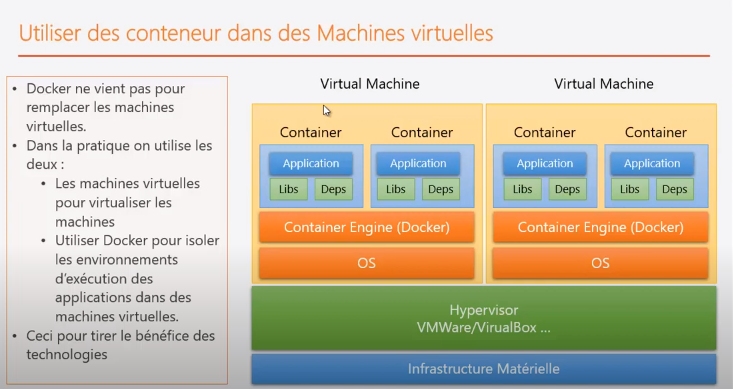 Utiliser des conteneur dans des Machines virtuelles
• Docker ne vient pas pour
remplacer les machines
virtuelles.
• Dans la pratique on utilise les
deux :
• Les machines virtuelles
pour virtualiser les
machines
• Utiliser Docker pour isoler
les environnements
d'exécution des
applications dans des
machines virtuelles.
• Ceci pour tirer le bénéfice des
technologies
Virtual Machine
Virtual Machine
Container
Container
Container
Container
Application
Application
Application
Application
Libs
Deps
Libs
Deps
Libs
Deps
Libs
Deps
Container Engine (Docker)
Container Engine (Docker)
OS
OS
Hypervisor
VMWare/VirualBox ...
Infrastructure Matérielle